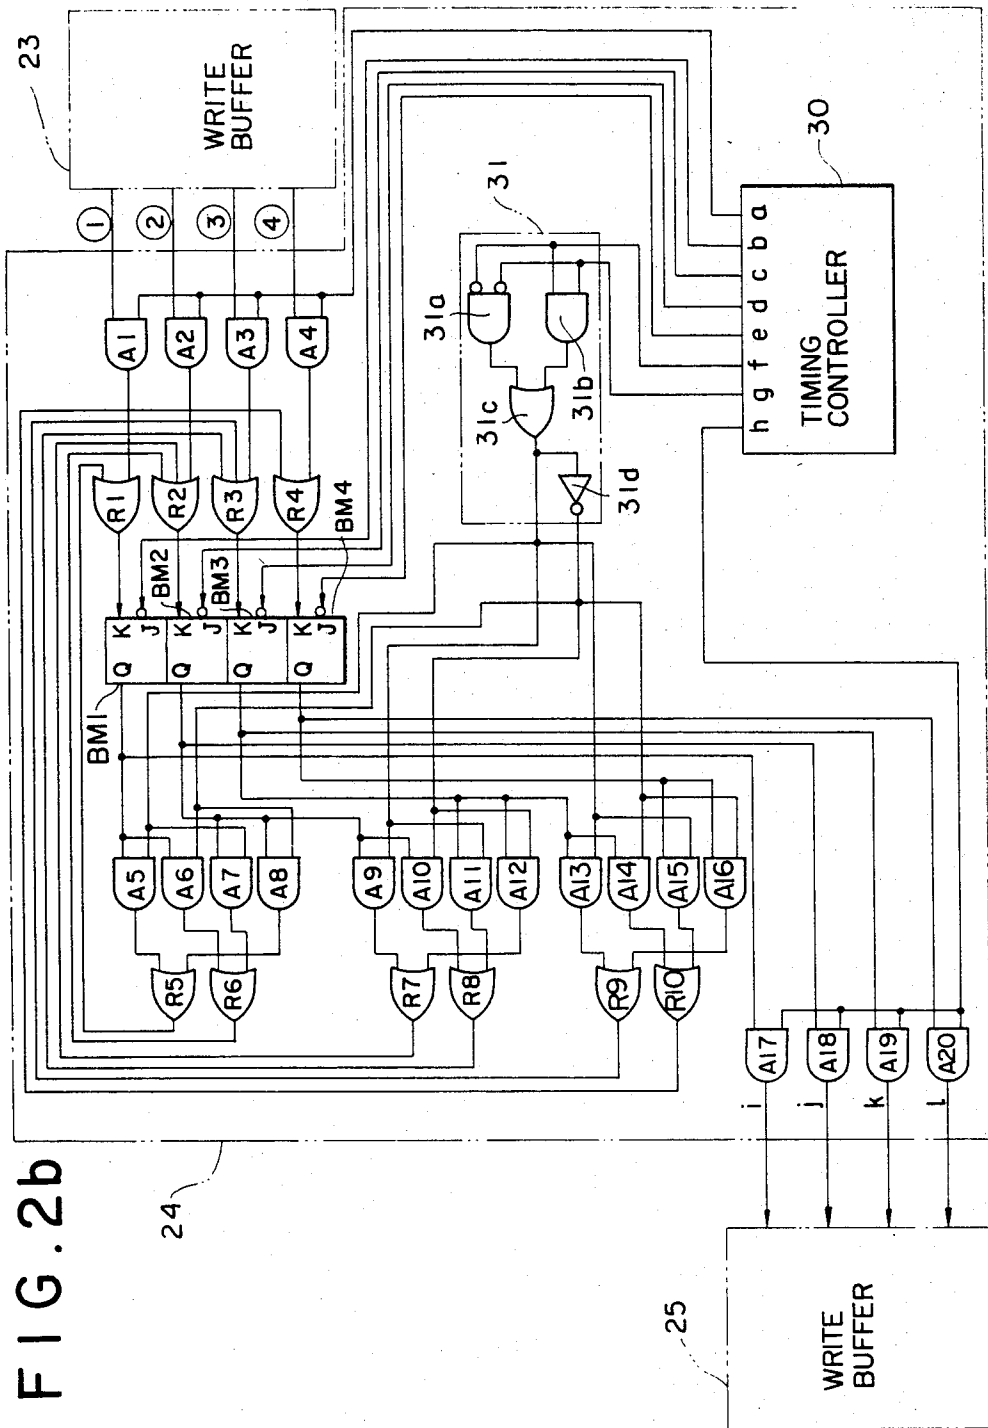 FIG. 2b
23
WRITE
BUFFER
1
2
3
4
A1
A2
A3
A4
R1
R2
R3
R4
BM1
BM2
BM3
BM4
Q K
J
Q K
J
Q K
J
Q K
J
31
31a
31b
31c
31d
30
a
b
c
d
e
f
g
h
TIMING
CONTROLLER
A5
A6
A7
A8
A9
A10
A11
A12
A13
A14
A15
A16
R5
R6
R7
R8
R9
R10
A17
A18
A19
A20
i
j
k
l
24
25
WRITE
BUFFER